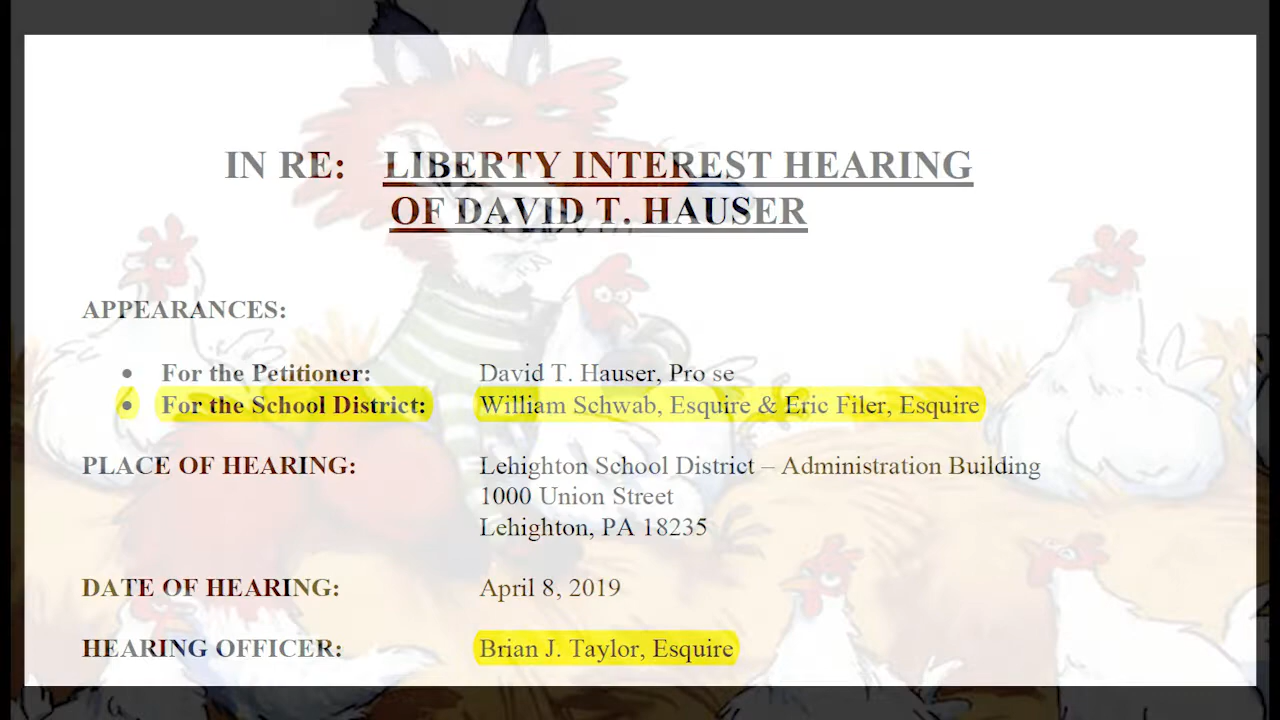 IN RE: LIBERTY INTEREST HEARING
OF DAVID T. HAUSER
APPEARANCES:
• For the Petitioner: David T. Hauser, Pro se
• For the School District: William Schwab, Esquire & Eric Filer, Esquire
PLACE OF HEARING: Lehighton School District – Administration Building
1000 Union Street
Lehighton, PA 18235
DATE OF HEARING: April 8, 2019
HEARING OFFICER: Brian J. Taylor, Esquire